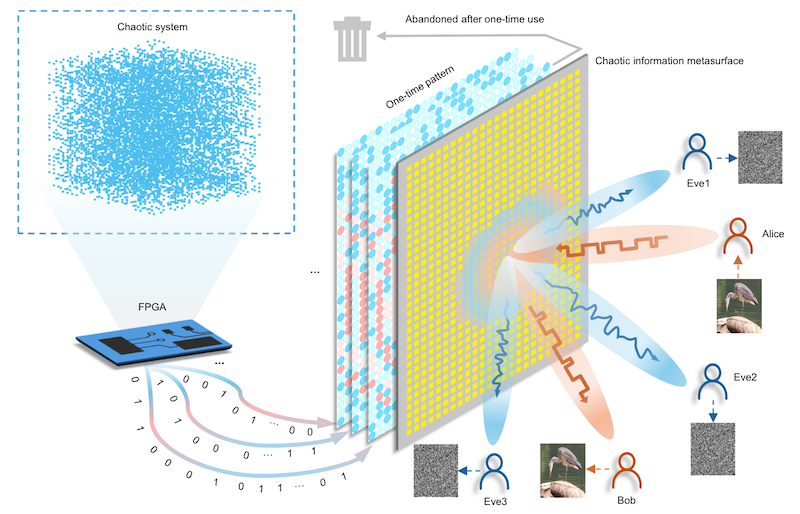 Chaotic system
Abandoned after one-time use
One-time pattern
Chaotic information metasurface
Eve1
Alice
...
FPGA
...
0 1 0 0 1 0 1 ... 0 0
1 1 0 0 0 ... 1 1
1 0 0 0 1 0 1 1 ... 0 1
Eve2
Eve3
Bob